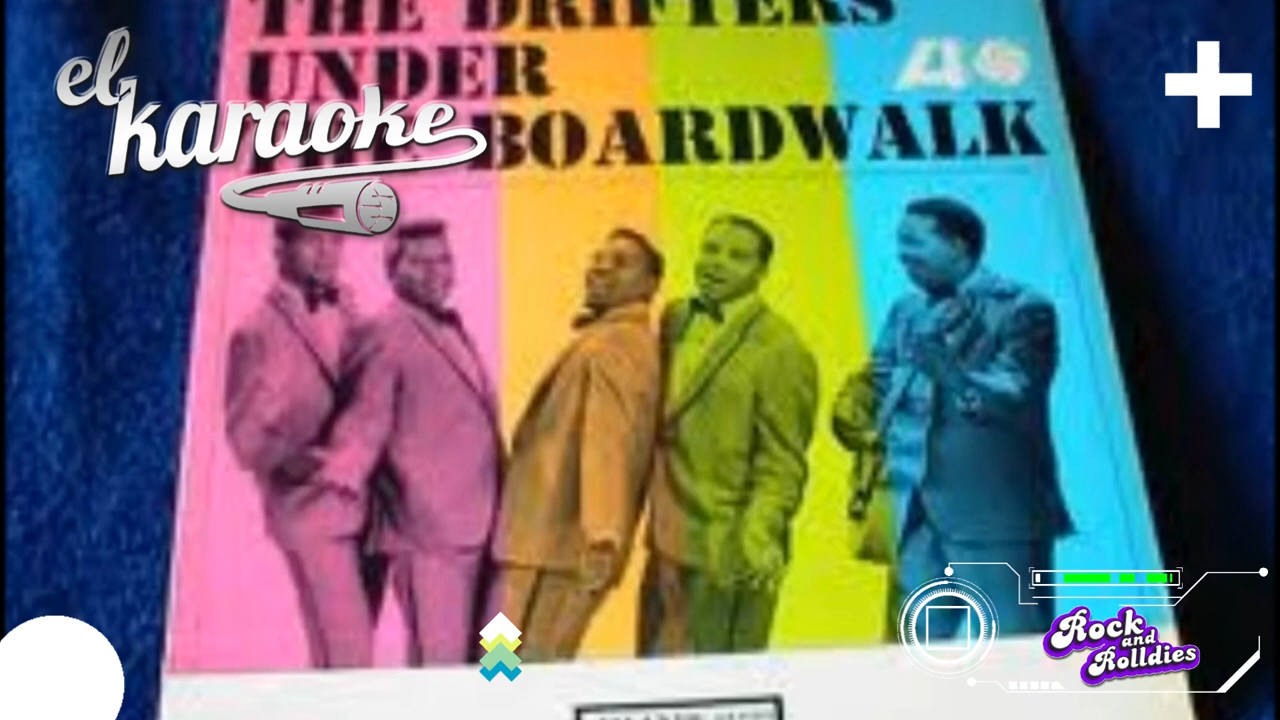 THE DRIFTERS
UNDER
BOARDWALK
el
karaoke
Rock
and
Rolldies